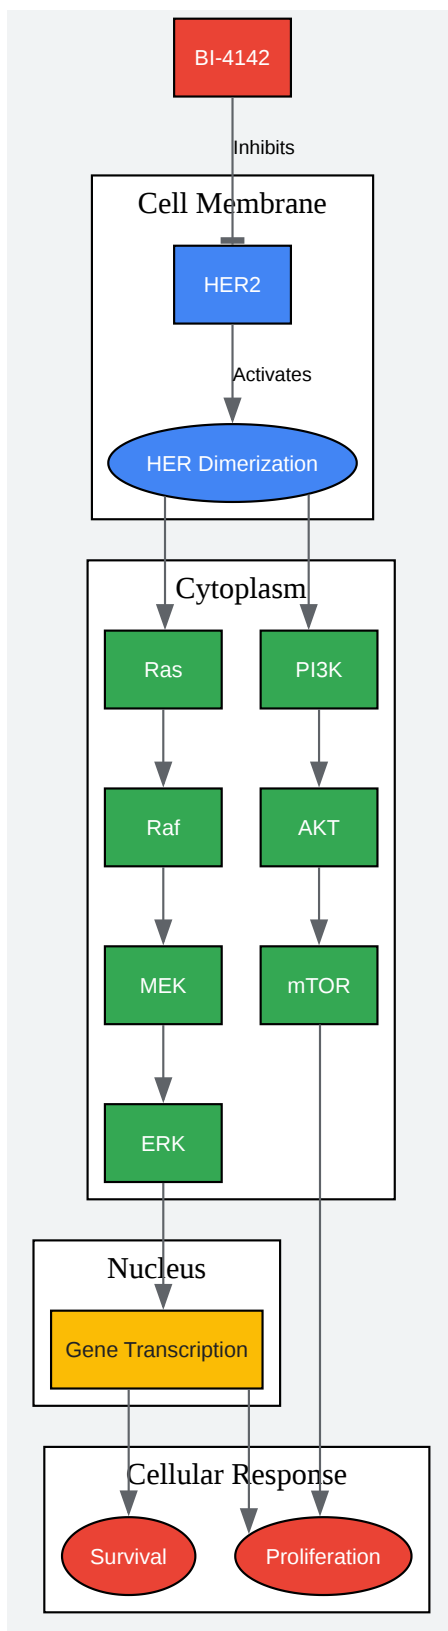 BI-4142
Inhibits
Cell Membrane
HER2
Activates
HER Dimerization
Cytoplasm
Ras
PI3K
Raf
AKT
MEK
mTOR
ERK
Nucleus
Gene Transcription
Cellular Response
Survival
Proliferation